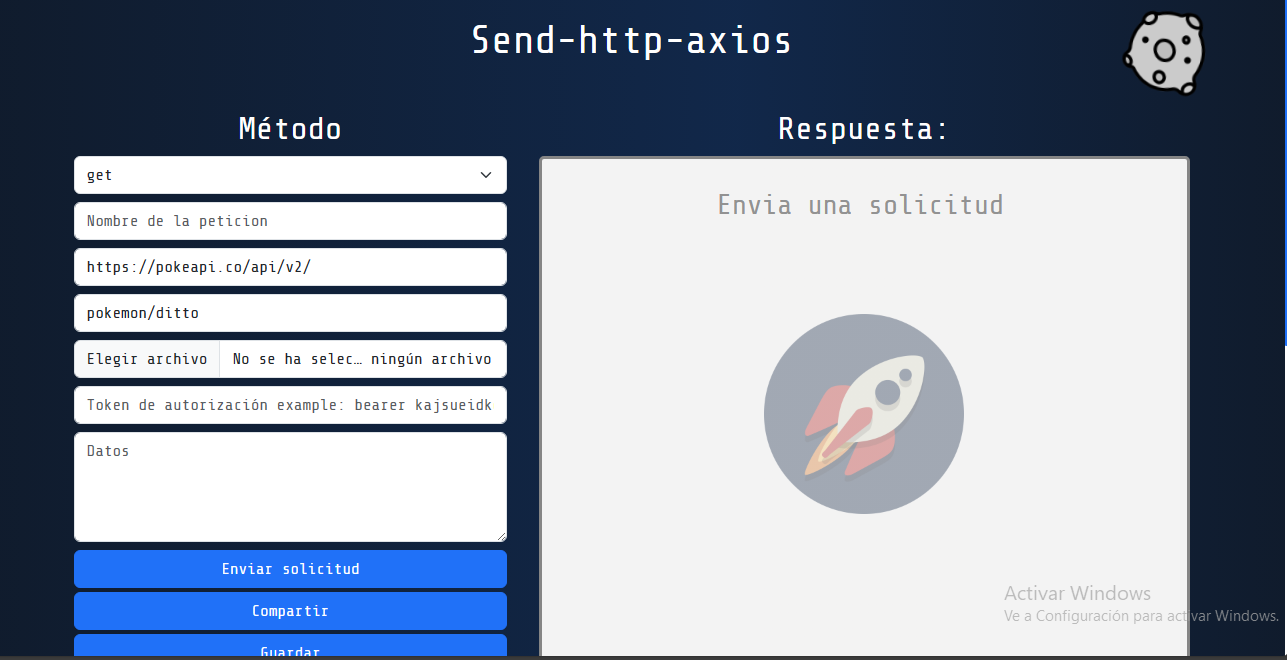 Send-http-axios
Método
get
Nombre de la peticion
https://pokeapi.co/api/v2/
pokemon/ditto
Elegir archivo No se ha selec… ningún archivo
Token de autorización example: bearer kajsueidk
Datos
Enviar solicitud
Compartir
Guardar
Respuesta:
Envia una solicitud
Activar Windows
Ve a Configuración para activar Windows.